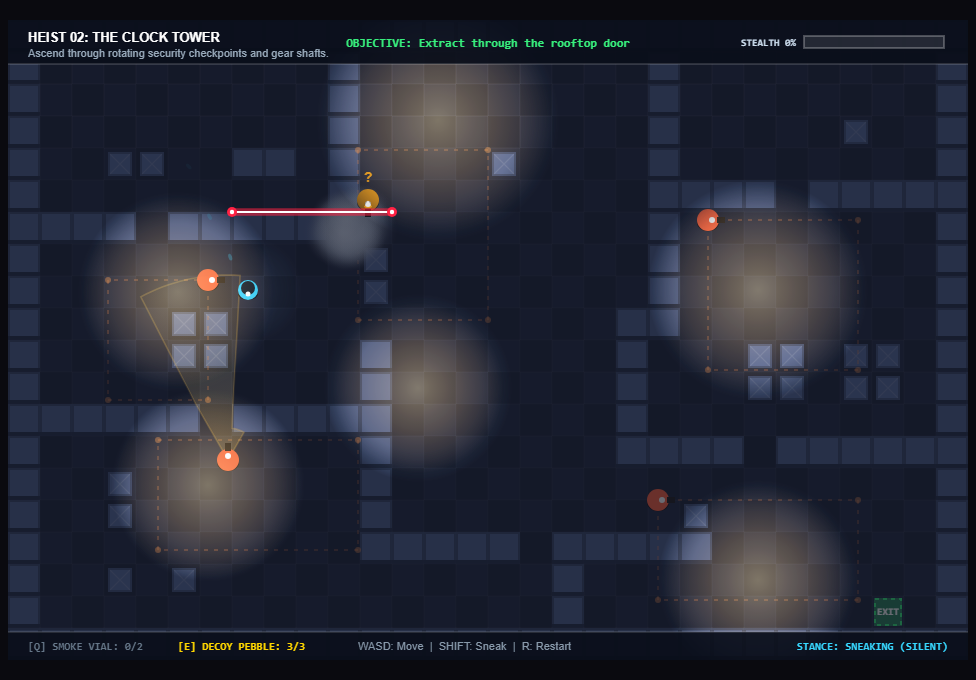 HEIST 02: THE CLOCK TOWER
Ascend through rotating security checkpoints and gear shafts.
OBJECTIVE: Extract through the rooftop door
STEALTH 0%
?
EXIT
[Q] SMOKE VIAL: 0/2
[E] DECOY PEBBLE: 3/3
WASD: Move | SHIFT: Sneak | R: Restart
STANCE: SNEAKING (SILENT)